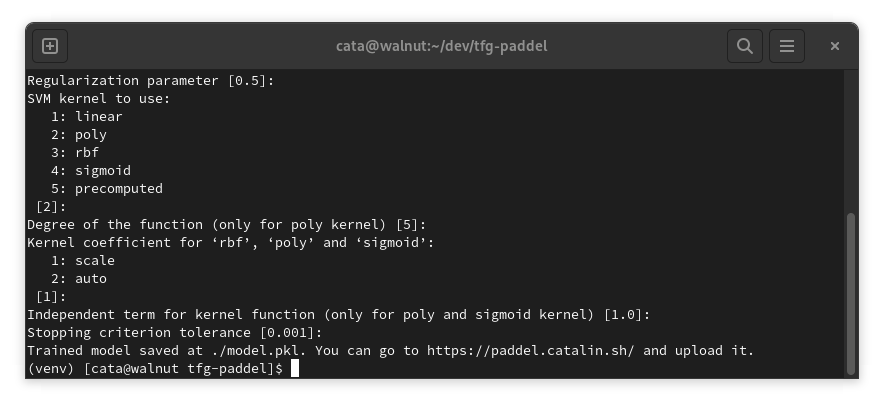 cata@walnut:~/dev/tfg-paddel
Regularization parameter [0.5]:
SVM kernel to use:
   1: linear
   2: poly
   3: rbf
   4: sigmoid
   5: precomputed
 [2]:
Degree of the function (only for poly kernel) [5]:
Kernel coefficient for ‘rbf’, ‘poly’ and ‘sigmoid’:
   1: scale
   2: auto
 [1]:
Independent term for kernel function (only for poly and sigmoid kernel) [1.0]:
Stopping criterion tolerance [0.001]:
Trained model saved at ./model.pkl. You can go to https://paddel.catalin.sh/ and upload it.
(venv) [cata@walnut tfg-paddel]$